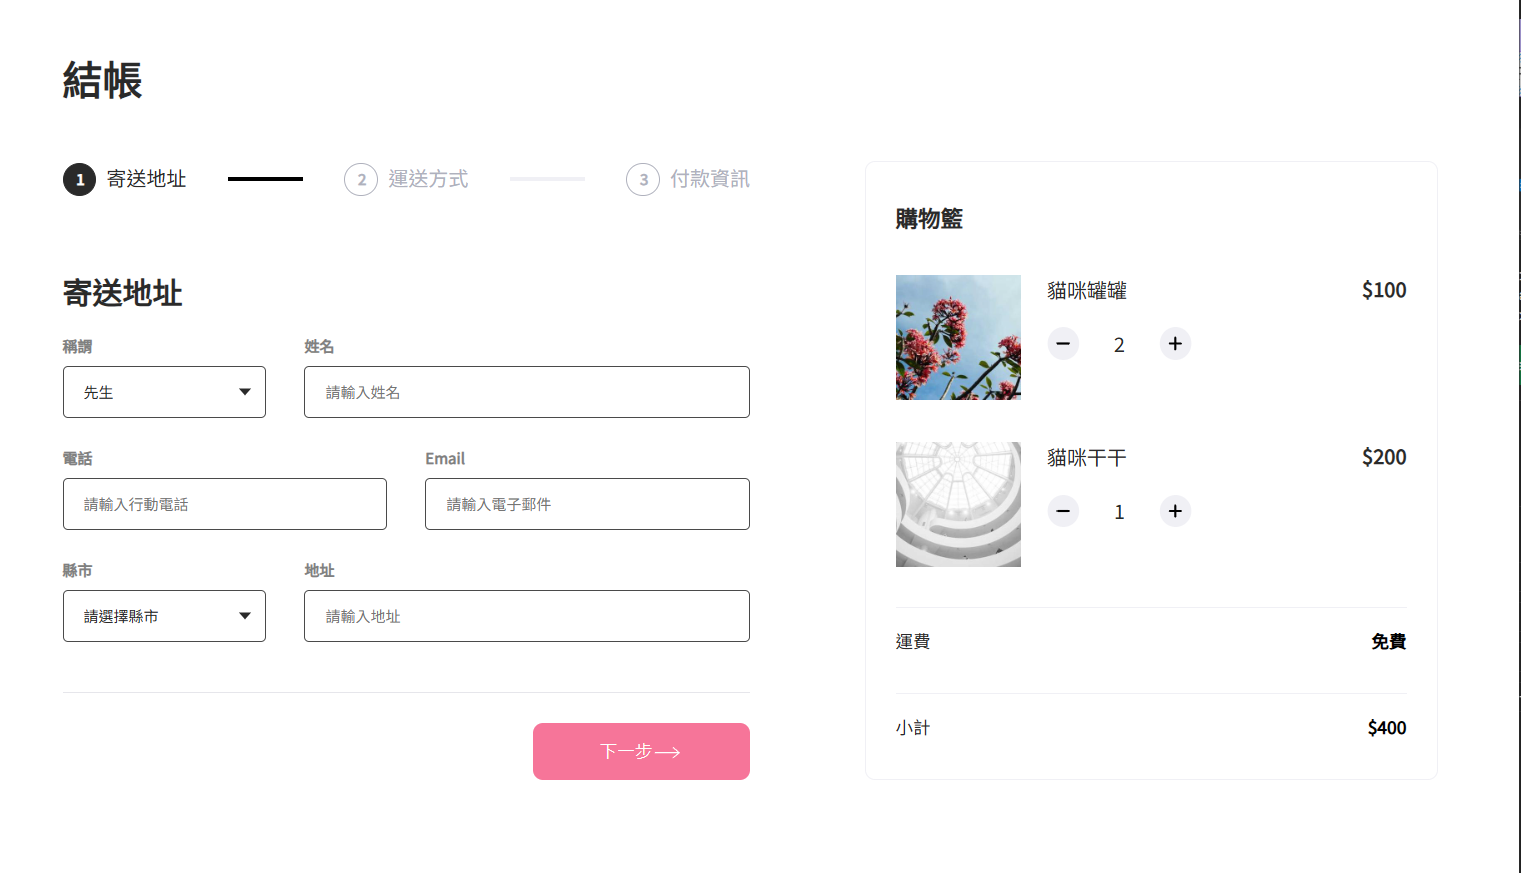 結帳
1 寄送地址
2 運送方式
3 付款資訊
寄送地址
稱謂 姓名
先生 請輸入姓名
電話 Email
請輸入行動電話 請輸入電子郵件
縣市 地址
請選擇縣市 請輸入地址
下一步
購物籃
貓咪罐罐 $100
2
貓咪干干 $200
1
運費 免費
小計 $400